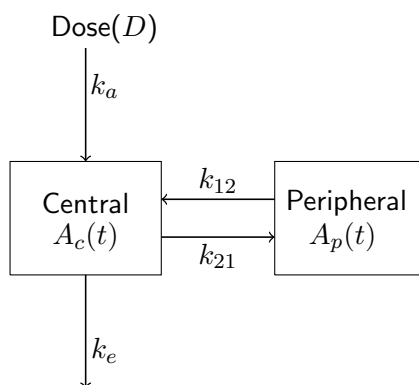 Dose(D)
k_a
Central
A_c(t)
k_12
k_21
Peripheral
A_p(t)
k_e